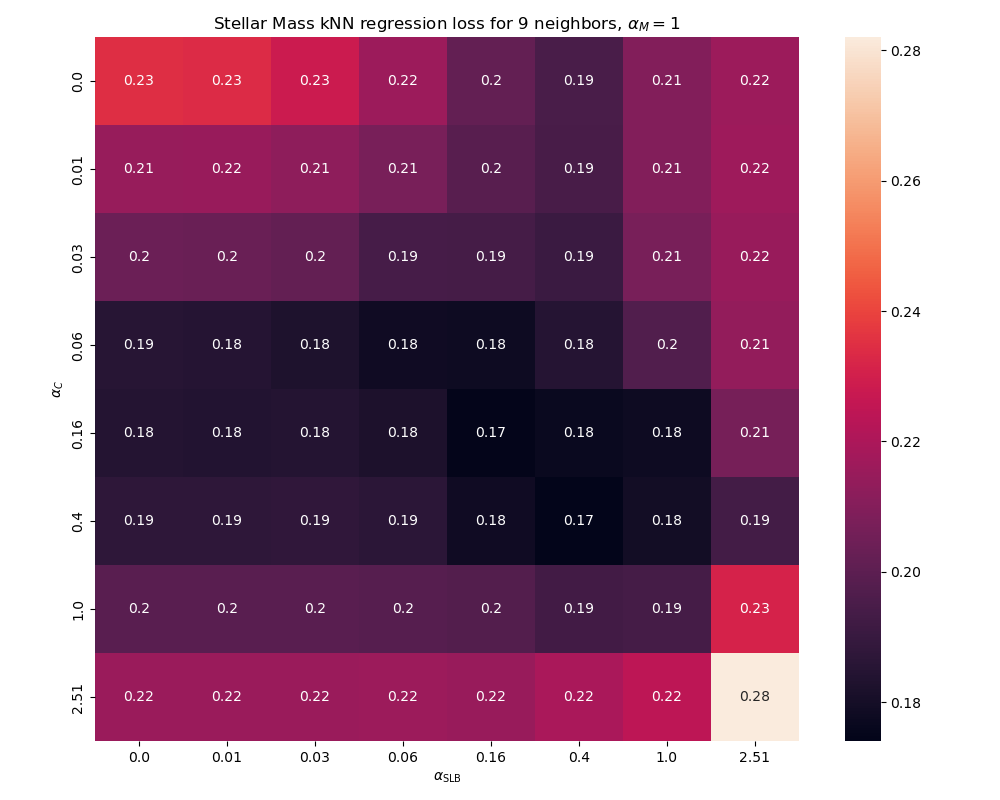 Stellar Mass kNN regression loss for 9 neighbors, α_M = 1
0.0 0.23 0.23 0.23 0.22 0.2 0.19 0.21 0.22
0.01 0.21 0.22 0.21 0.21 0.2 0.19 0.21 0.22
0.03 0.2 0.2 0.2 0.19 0.19 0.19 0.21 0.22
0.06 0.19 0.18 0.18 0.18 0.18 0.18 0.2 0.21
0.16 0.18 0.18 0.18 0.18 0.17 0.18 0.18 0.21
0.4 0.19 0.19 0.19 0.19 0.18 0.17 0.18 0.19
1.0 0.2 0.2 0.2 0.2 0.2 0.19 0.19 0.23
2.51 0.22 0.22 0.22 0.22 0.22 0.22 0.22 0.28
α_C
0.0 0.01 0.03 0.06 0.16 0.4 1.0 2.51
α_SLB
0.28
0.26
0.24
0.22
0.20
0.18